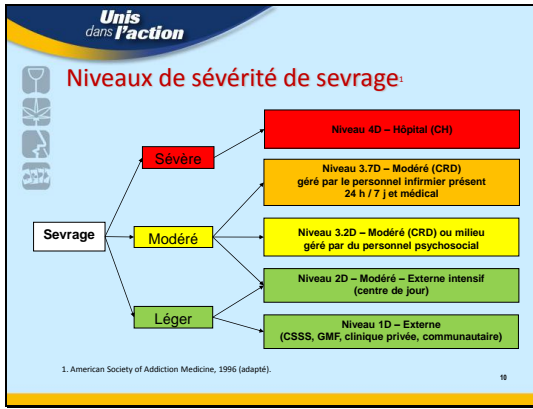 Unis
dans l'action
Niveaux de sévérité de sevrage1
Niveau 4D – Hôpital (CH)
Sévère
Niveau 3.7D – Modéré (CRD)
géré par le personnel infirmier présent
24 h / 7 j et médical
Sevrage
Modéré
Niveau 3.2D – Modéré (CRD) ou milieu
géré par du personnel psychosocial
Niveau 2D – Modéré – Externe intensif
(centre de jour)
Léger
Niveau 1D – Externe
(CSSS, GMF, clinique privée, communautaire)
1. American Society of Addiction Medicine, 1996 (adapté).
10